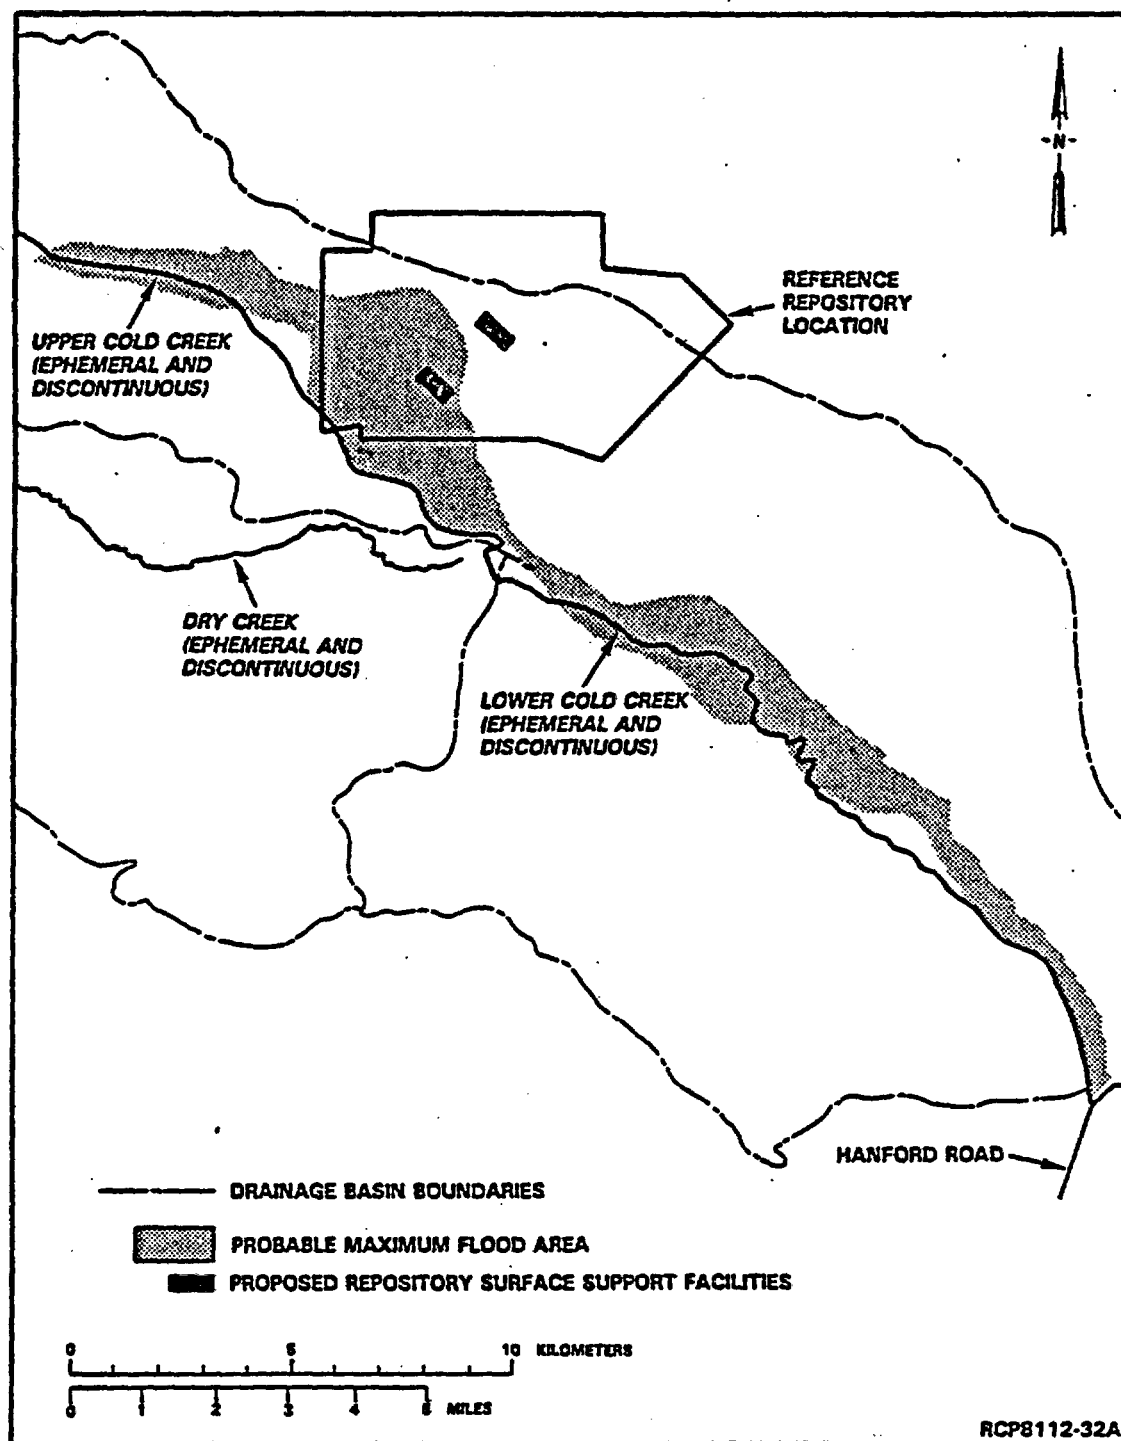 N
REFERENCE
REPOSITORY
LOCATION
UPPER COLD CREEK
(EPHEMERAL AND
DISCONTINUOUS)
DRY CREEK
(EPHEMERAL AND
DISCONTINUOUS)
LOWER COLD CREEK
(EPHEMERAL AND
DISCONTINUOUS)
HANFORD ROAD
DRAINAGE BASIN BOUNDARIES
PROBABLE MAXIMUM FLOOD AREA
PROPOSED REPOSITORY SURFACE SUPPORT FACILITIES
0 5 10 KILOMETERS
0 1 2 3 4 5 MILES
RCP8112-32A